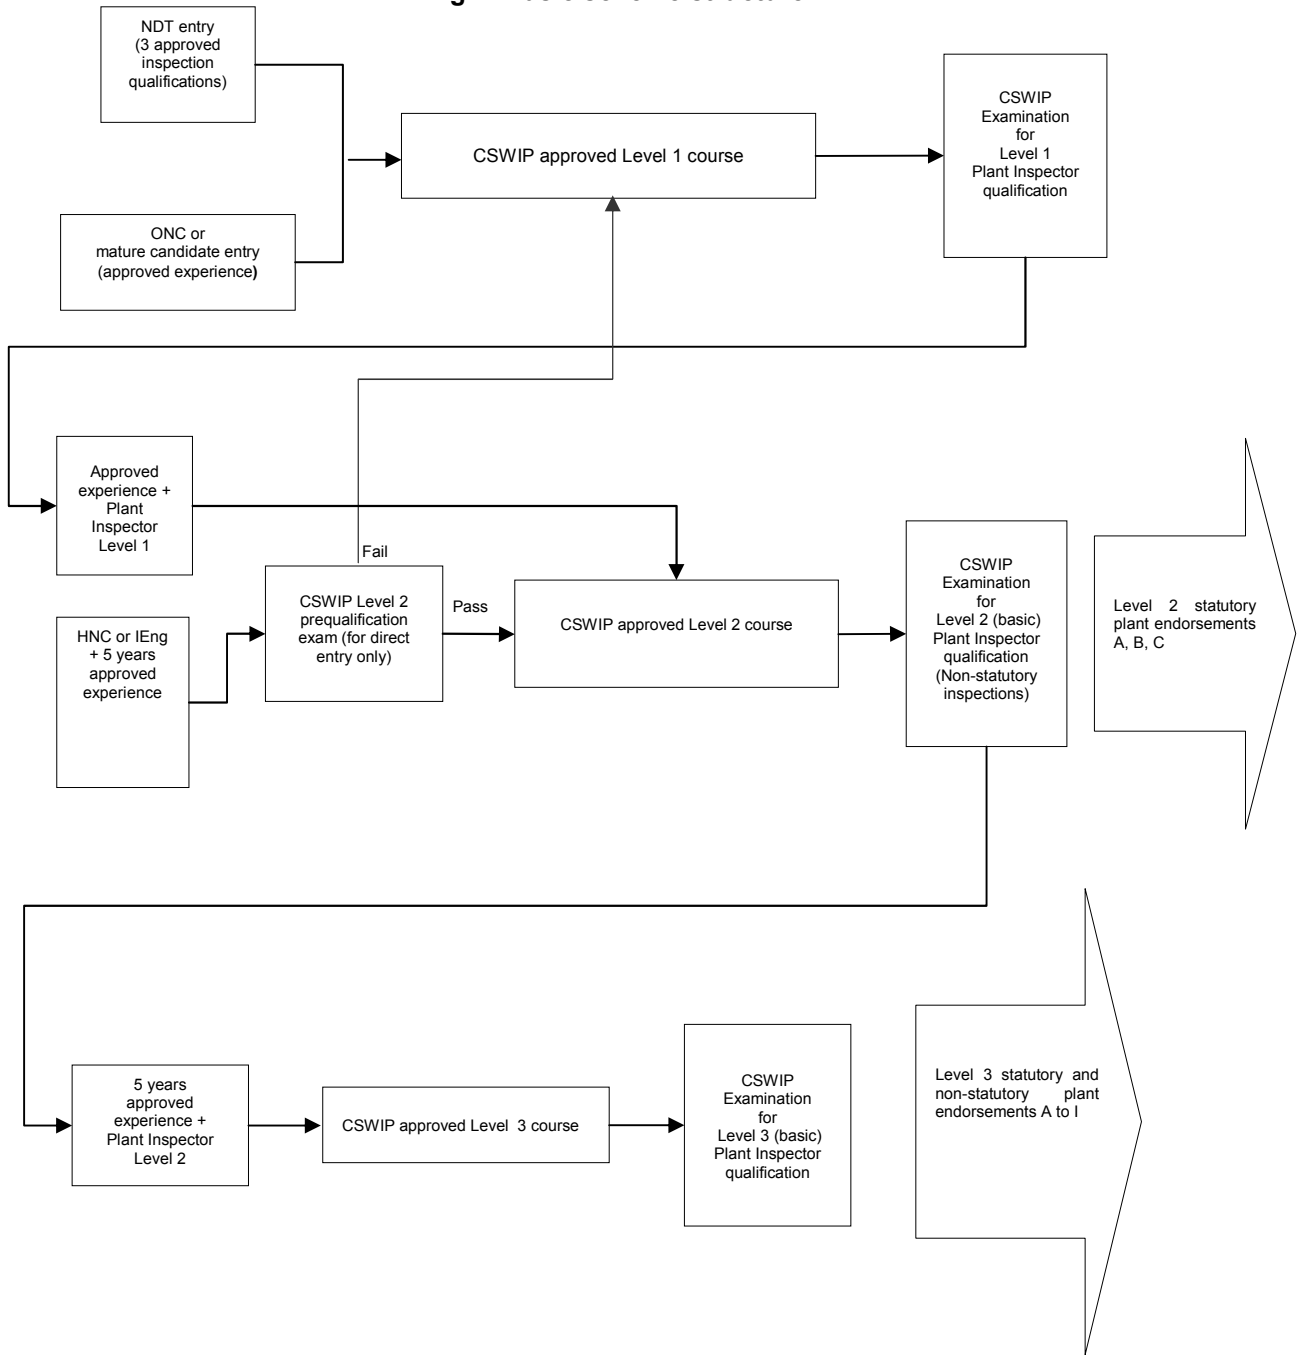 NDT entry
(3 approved
inspection
qualifications)
CSWIP approved Level 1 course
CSWIP
Examination
for
Level 1
Plant Inspector
qualification
ONC or
mature candidate entry
(approved experience)
Approved
experience +
Plant
Inspector
Level 1
Fail
HNC or IEng
+ 5 years
approved
experience
CSWIP Level 2
prequalification
exam (for direct
entry only)
Pass
CSWIP approved Level 2 course
CSWIP
Examination
for
Level 2 (basic)
Plant Inspector
qualification
(Non-statutory
inspections)
Level 2 statutory
plant endorsements
A, B, C
5 years
approved
experience +
Plant Inspector
Level 2
CSWIP approved Level 3 course
CSWIP
Examination
for
Level 3 (basic)
Plant Inspector
qualification
Level 3 statutory and
non-statutory plant
endorsements A to I